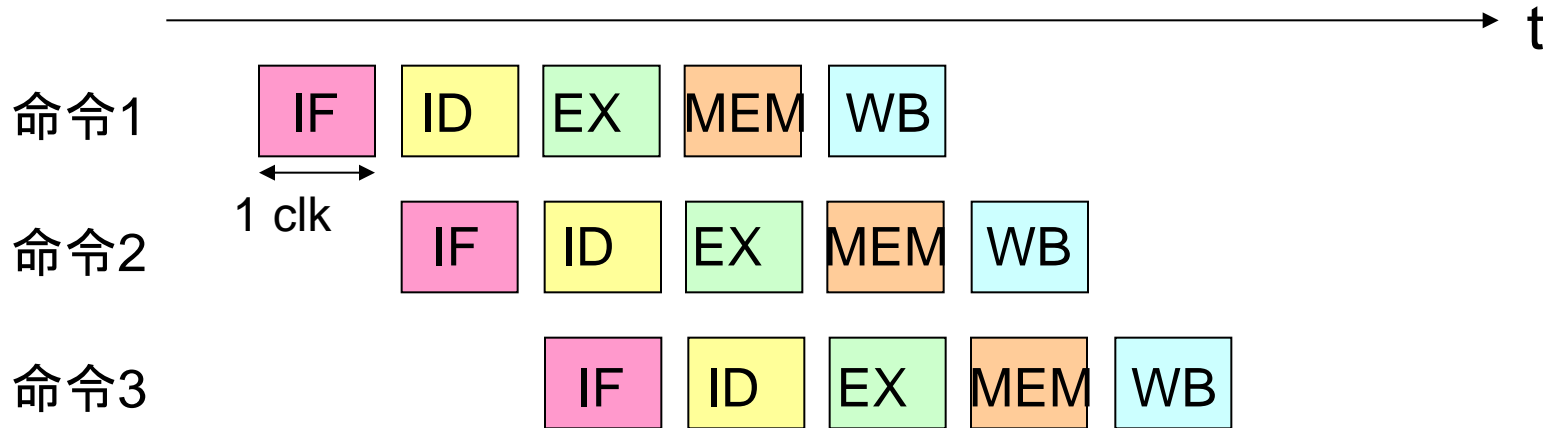 t
命令1 IF ID EX MEM WB
1 clk
命令2 IF ID EX MEM WB
命令3 IF ID EX MEM WB